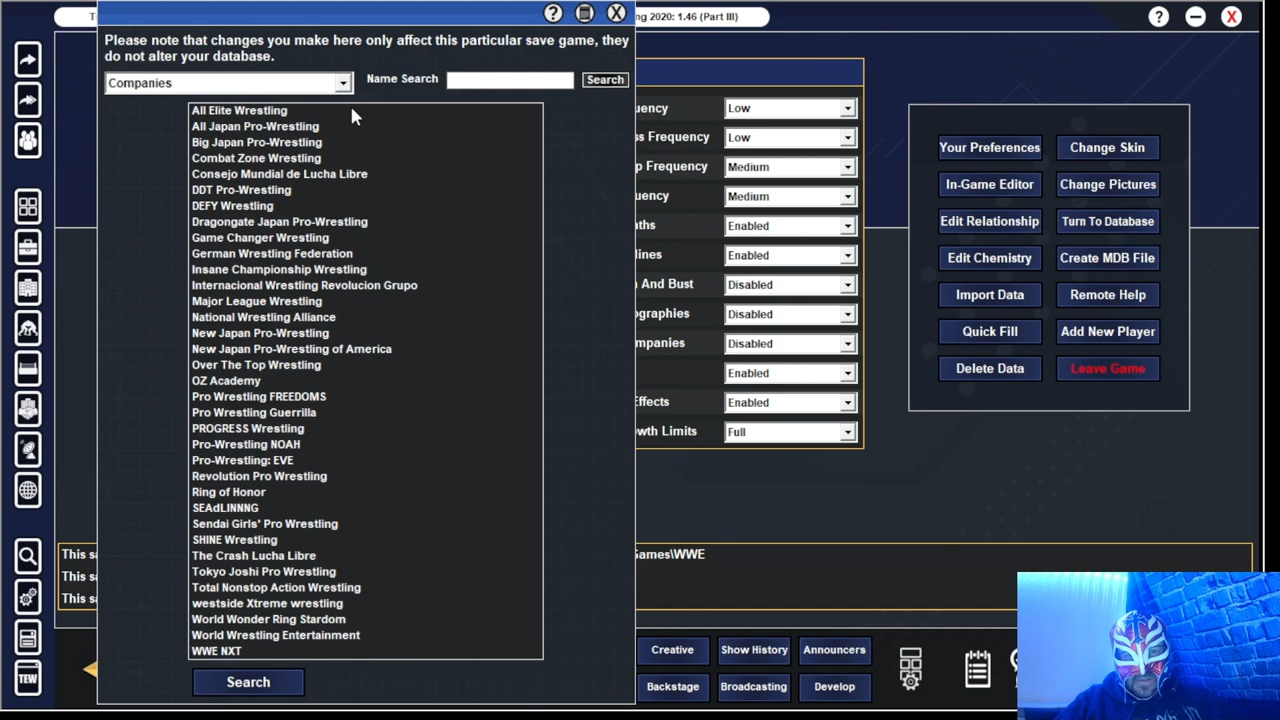 T
ng 2020: 1.46 (Part III)
Please note that changes you make here only affect this particular save game, they
do not alter your database.
Companies
Name Search
Search
All Elite Wrestling
All Japan Pro-Wrestling
Big Japan Pro-Wrestling
Combat Zone Wrestling
Consejo Mundial de Lucha Libre
DDT Pro-Wrestling
DEFY Wrestling
Dragongate Japan Pro-Wrestling
Game Changer Wrestling
German Wrestling Federation
Insane Championship Wrestling
Internacional Wrestling Revolucion Grupo
Major League Wrestling
National Wrestling Alliance
New Japan Pro-Wrestling
New Japan Pro-Wrestling of America
Over The Top Wrestling
OZ Academy
Pro Wrestling FREEDOMS
Pro Wrestling Guerrilla
PROGRESS Wrestling
Pro-Wrestling NOAH
Pro-Wrestling: EVE
Revolution Pro Wrestling
Ring of Honor
SEAdLINNNG
Sendai Girls' Pro Wrestling
SHINE Wrestling
The Crash Lucha Libre
Tokyo Joshi Pro Wrestling
Total Nonstop Action Wrestling
westside Xtreme wrestling
World Wonder Ring Stardom
World Wrestling Entertainment
WWE NXT
Search
uency Low
ss Frequency Low
p Frequency Medium
uency Medium
ths Enabled
lines Enabled
n And Bust Disabled
ographies Disabled
mpanies Disabled
Enabled
Effects Enabled
owth Limits Full
Your Preferences Change Skin
In-Game Editor Change Pictures
Edit Relationship Turn To Database
Edit Chemistry Create MDB File
Import Data Remote Help
Quick Fill Add New Player
Delete Data Leave Game
This sa
Games\WWE
This sa
This sa
Creative Show History Announcers
Backstage Broadcasting Develop
TEW